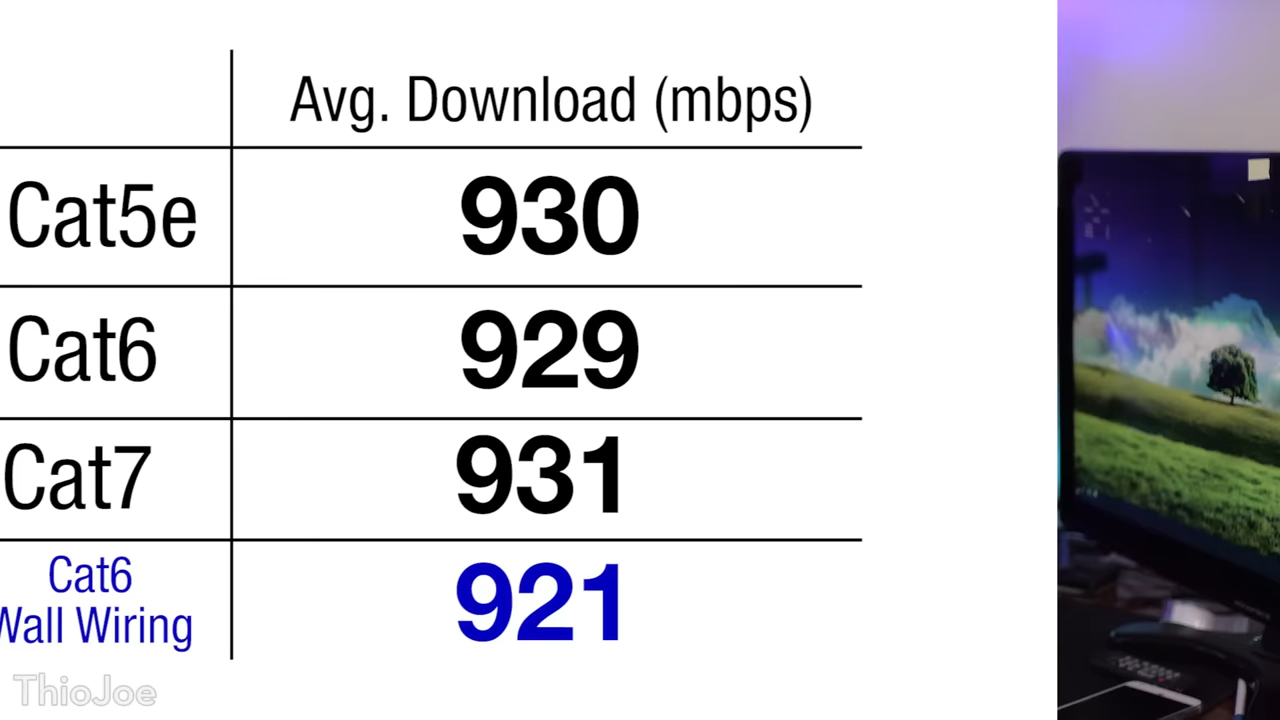 Avg. Download (mbps)
Cat5e 930
Cat6 929
Cat7 931
Cat6
Wall Wiring 921
ThioJoe